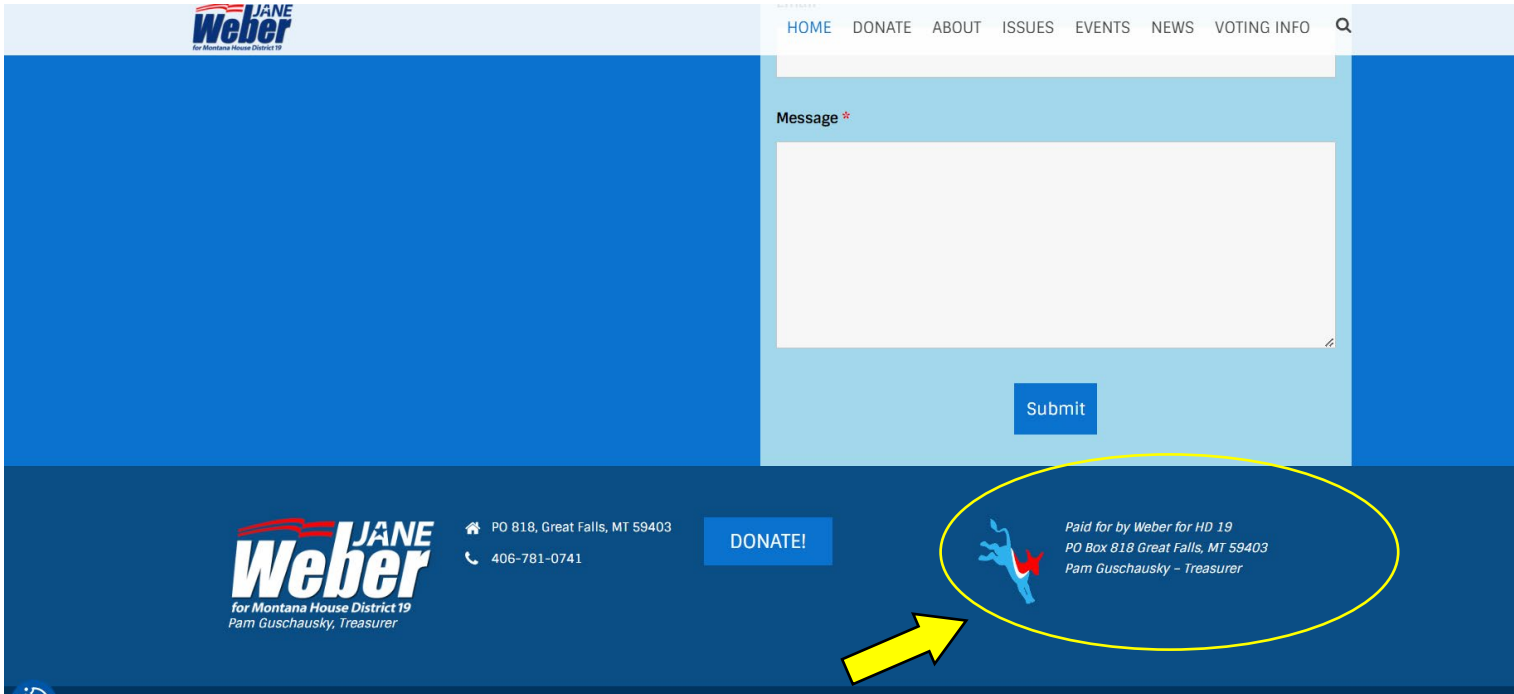 JANE
Weber
for Montana House District 19
HOME DONATE ABOUT ISSUES EVENTS NEWS VOTING INFO
Message *
Submit
JANE
Weber
for Montana House District 19
Pam Guschausky, Treasurer
PO 818, Great Falls, MT 59403
406-781-0741
DONATE!
Paid for by Weber for HD 19
PO Box 818 Great Falls, MT 59403
Pam Guschausky – Treasurer